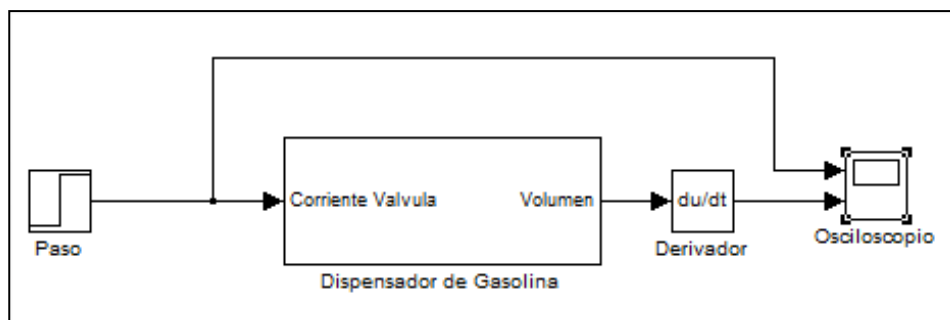 Corriente Valvula
Volumen
du/dt
Paso
Derivador
Osciloscopio
Dispensador de Gasolina